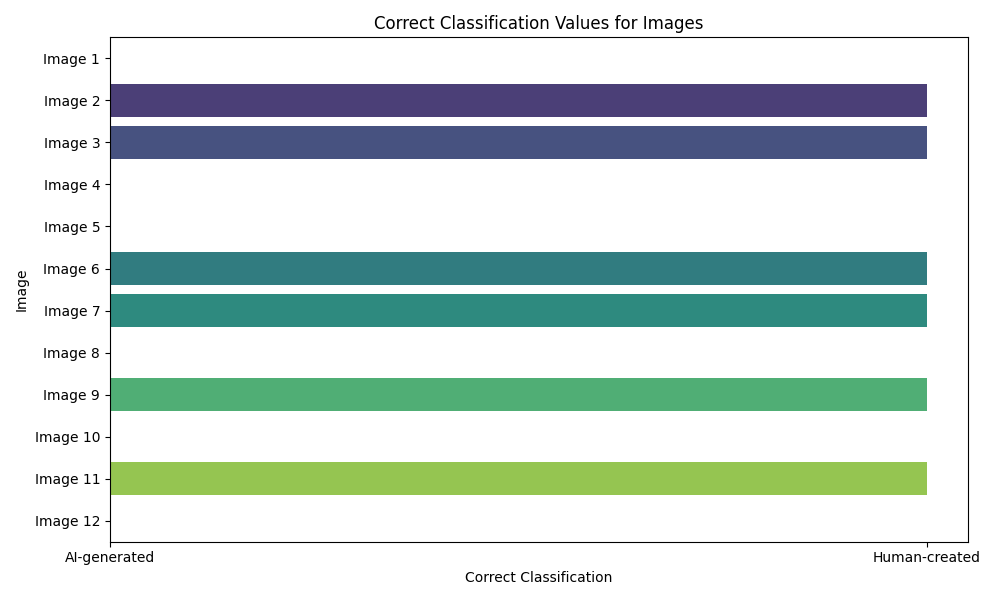 Correct Classification Values for Images
Image 1
Image 2
Image 3
Image 4
Image 5
Image 6
Image 7
Image 8
Image 9
Image 10
Image 11
Image 12
Image
AI-generated Human-created
Correct Classification